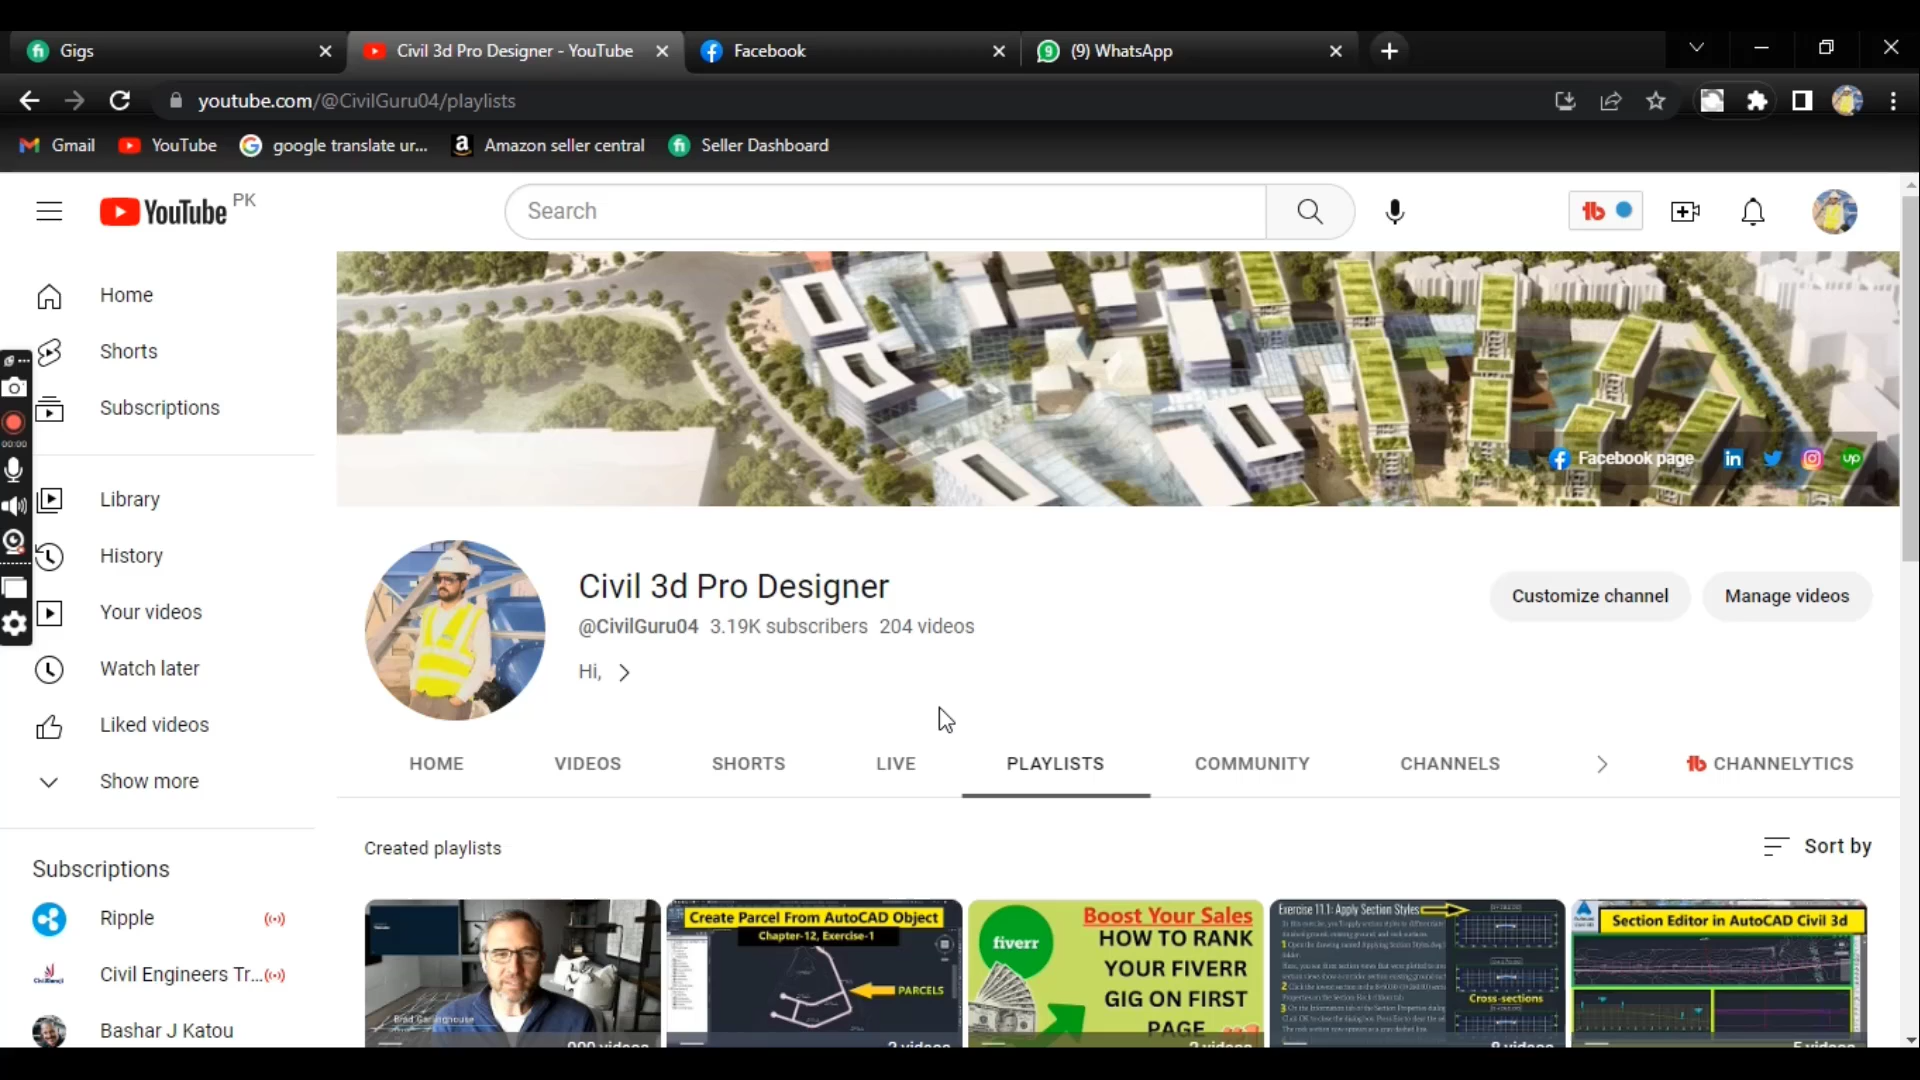 Gigs
Civil 3d Pro Designer - YouTube
Facebook
(9) WhatsApp
youtube.com/@CivilGuru04/playlists
Gmail
YouTube
google translate ur...
Amazon seller central
Seller Dashboard
YouTube PK
Search
Home
Shorts
Subscriptions
00:00
Library
History
Your videos
Watch later
Liked videos
Show more
Subscriptions
Ripple
Civil Engineers Tr...
Bashar J Katou
Facebook page
Civil 3d Pro Designer
@CivilGuru04 3.19K subscribers 204 videos
Hi,
Customize channel
Manage videos
HOME
VIDEOS
SHORTS
LIVE
PLAYLISTS
COMMUNITY
CHANNELS
CHANNELYTICS
Created playlists
Sort by
Create Parcel From AutoCAD Object
Chapter-12, Exercise-1
PARCELS
fiverr
Boost Your Sales
HOW TO RANK
YOUR FIVERR
GIG ON FIRST
PAGE
Exercise 11.1: Apply Section Styles
Cross-sections
Section Editor in AutoCAD Civil 3d